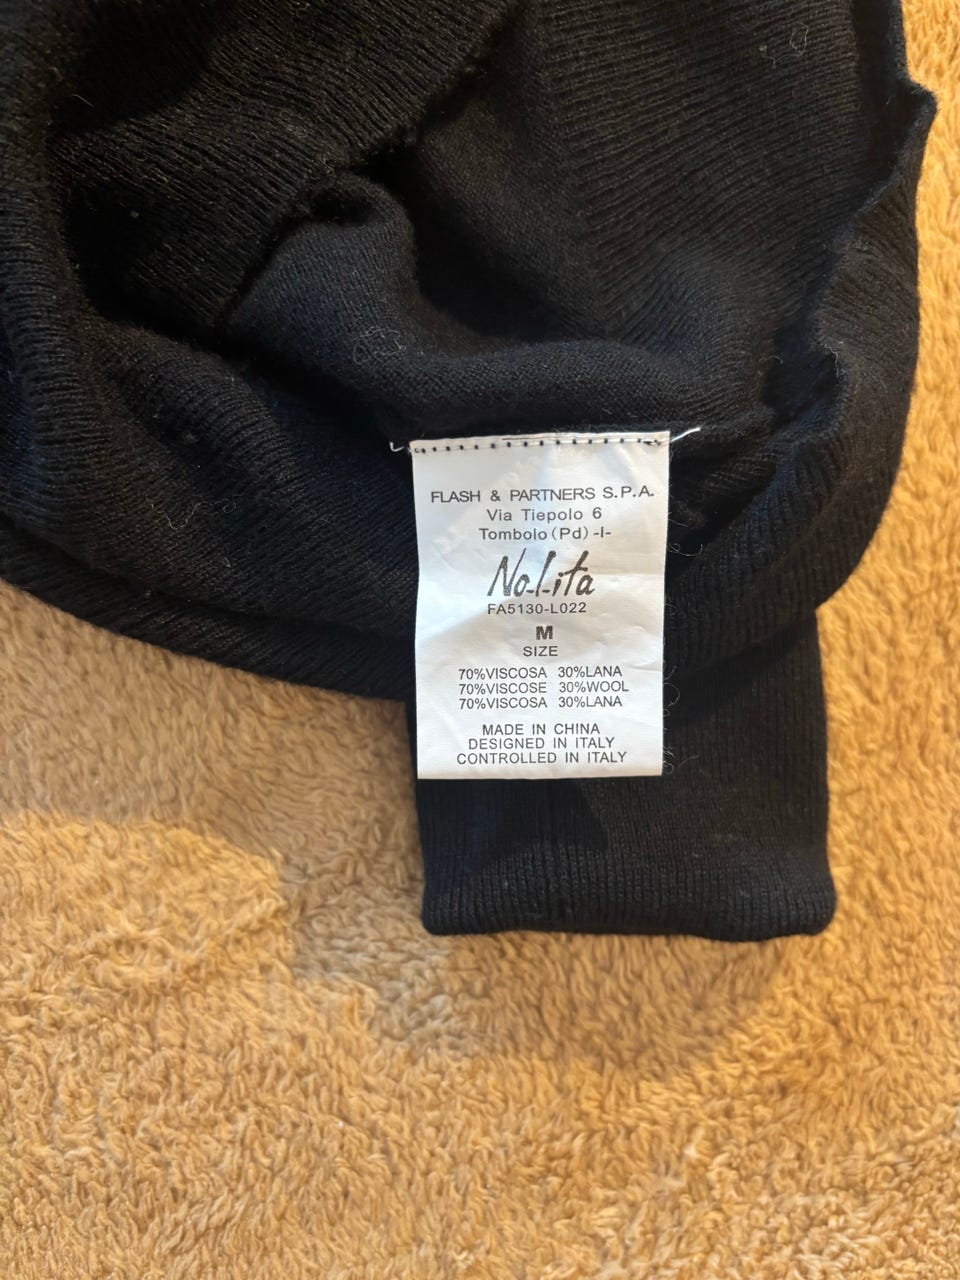 FLASH & PARTNERS S.P.A.
Via Tiepolo 6
Tombolo (Pd) -I-
No-l-ita
FA5130-L022
M
SIZE
70%VISCOSA 30%LANA
70%VISCOSE 30%WOOL
70%VISCOSA 30%LANA
MADE IN CHINA
DESIGNED IN ITALY
CONTROLLED IN ITALY